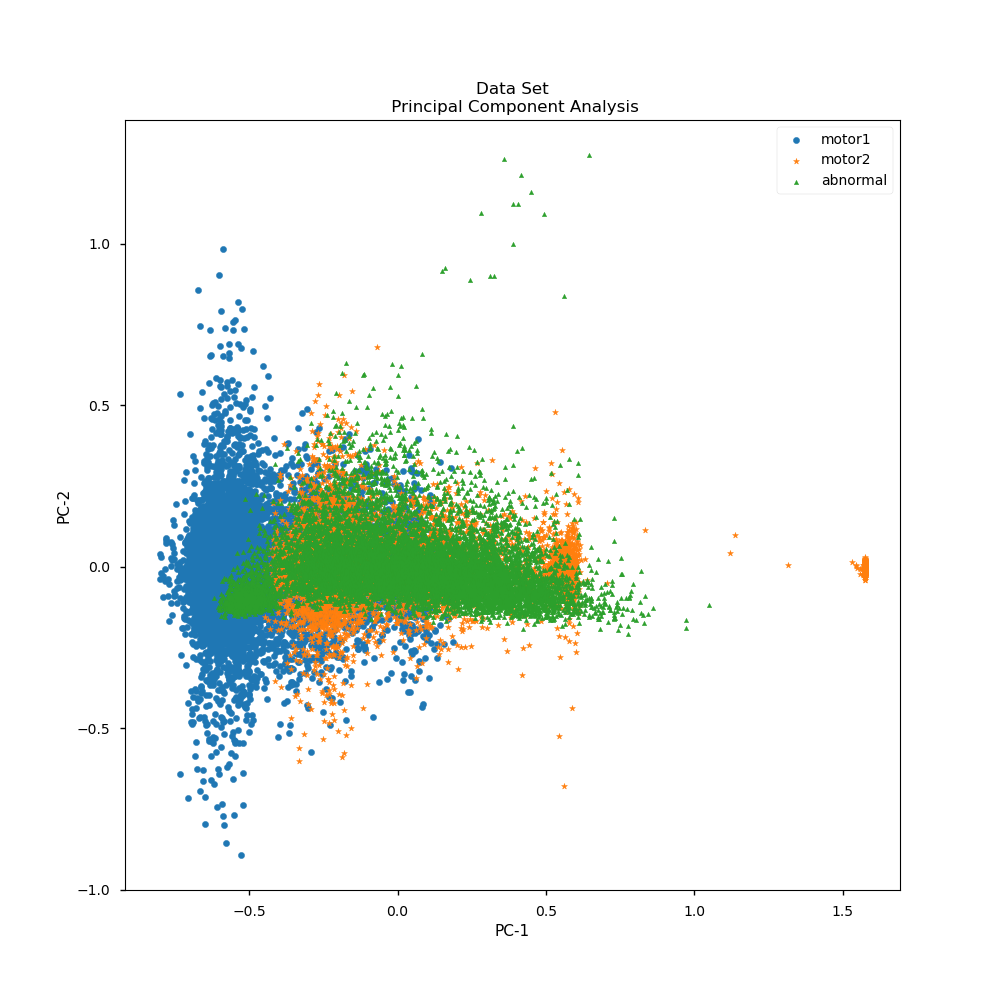 Data Set
Principal Component Analysis
motor1
motor2
abnormal
PC-2
1.0
0.5
0.0
−0.5
−1.0
−0.5
0.0
0.5
1.0
1.5
PC-1